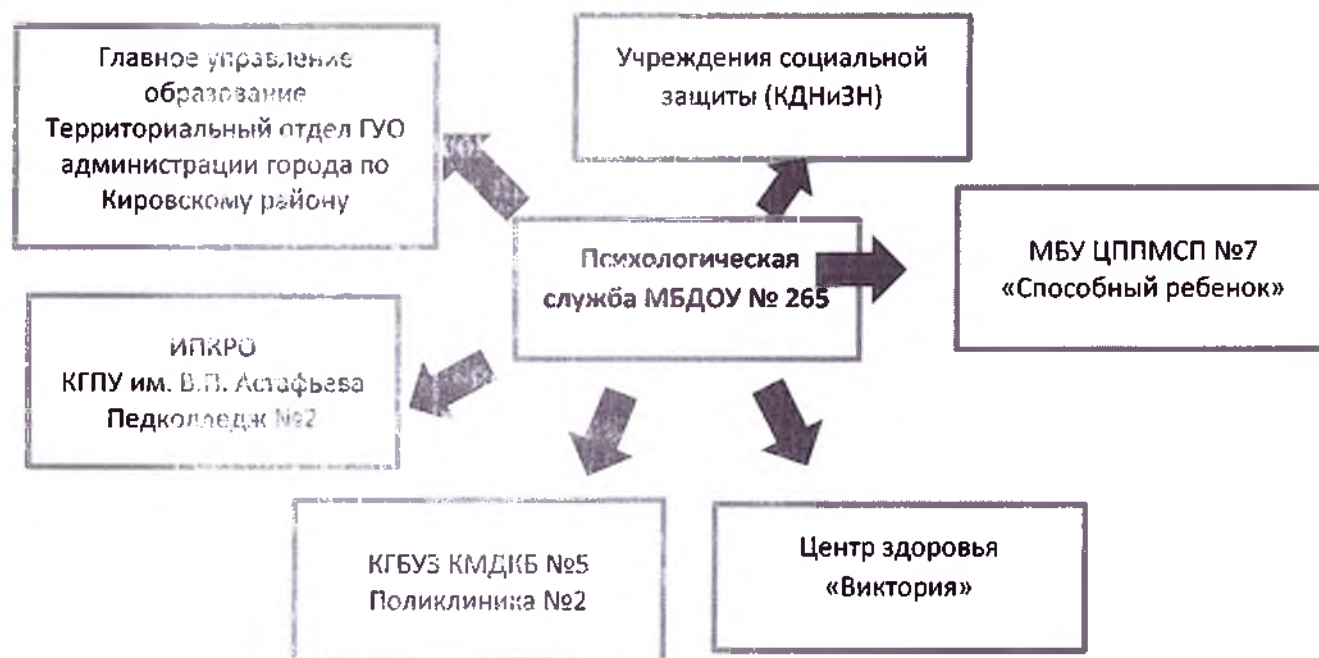 Главное управление
образование
Территориальный отдел ГУО
администрации города по
Кировскому району
Учреждения социальной
защиты (КДНиЗН)
Психологическая
служба МБДОУ № 265
МБУ ЦППМСП №7
«Способный ребенок»
ИПКРО
КГПУ им. В.П. Астафьева
Педколледж №2
КГБУЗ КМДКБ №5
Поликлиника №2
Центр здоровья
«Виктория»